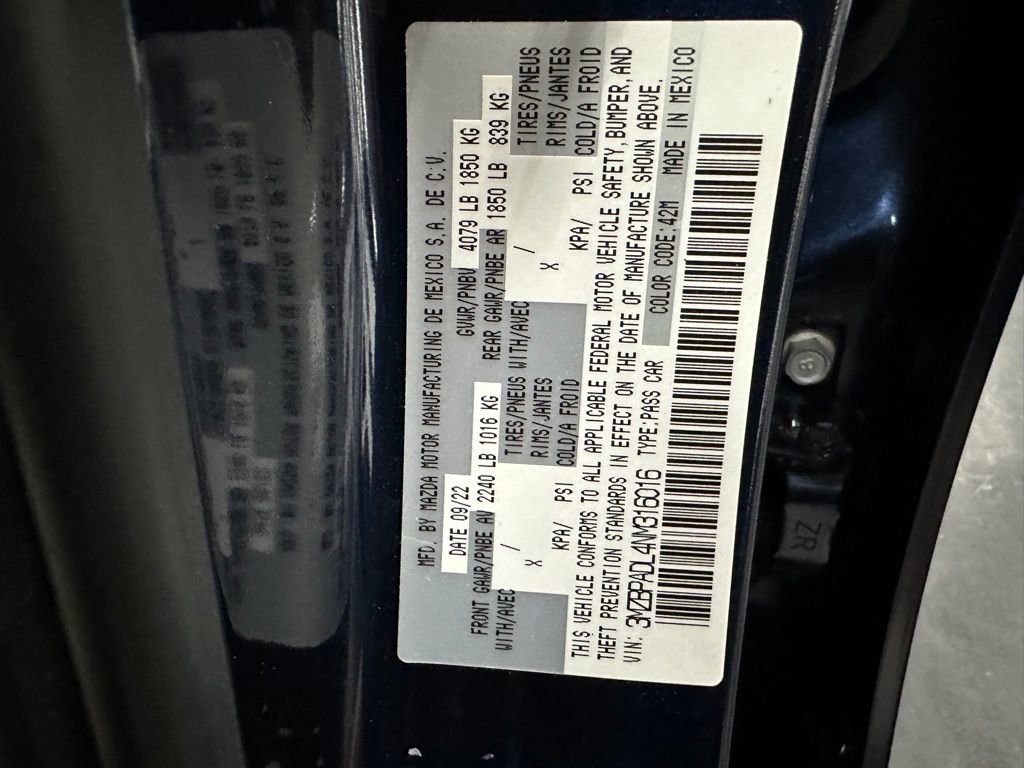 MFD. BY MAZDA MOTOR MANUFACTURING DE MEXICO S.A. DE C.V.
DATE 09/22 GVWR/PNBV 4079 LB 1850 KG
FRONT GAWR/PNBE AV 2240 LB 1016 KG REAR GAWR/PNBE AR 1850 LB 839 KG
WITH/AVEC / TIRES/PNEUS WITH/AVEC / TIRES/PNEUS
X RIMS/JANTES X RIMS/JANTES
KPA/ PSI COLD/A FROID KPA/ PSI COLD/A FROID
THIS VEHICLE CONFORMS TO ALL APPLICABLE FEDERAL MOTOR VEHICLE SAFETY, BUMPER, AND
THEFT PREVENTION STANDARDS IN EFFECT ON THE DATE OF MANUFACTURE SHOWN ABOVE.
VIN: 3MZBPADL4NM316016 TYPE:PASS CAR COLOR CODE:42M MADE IN MEXICO
8
ZR